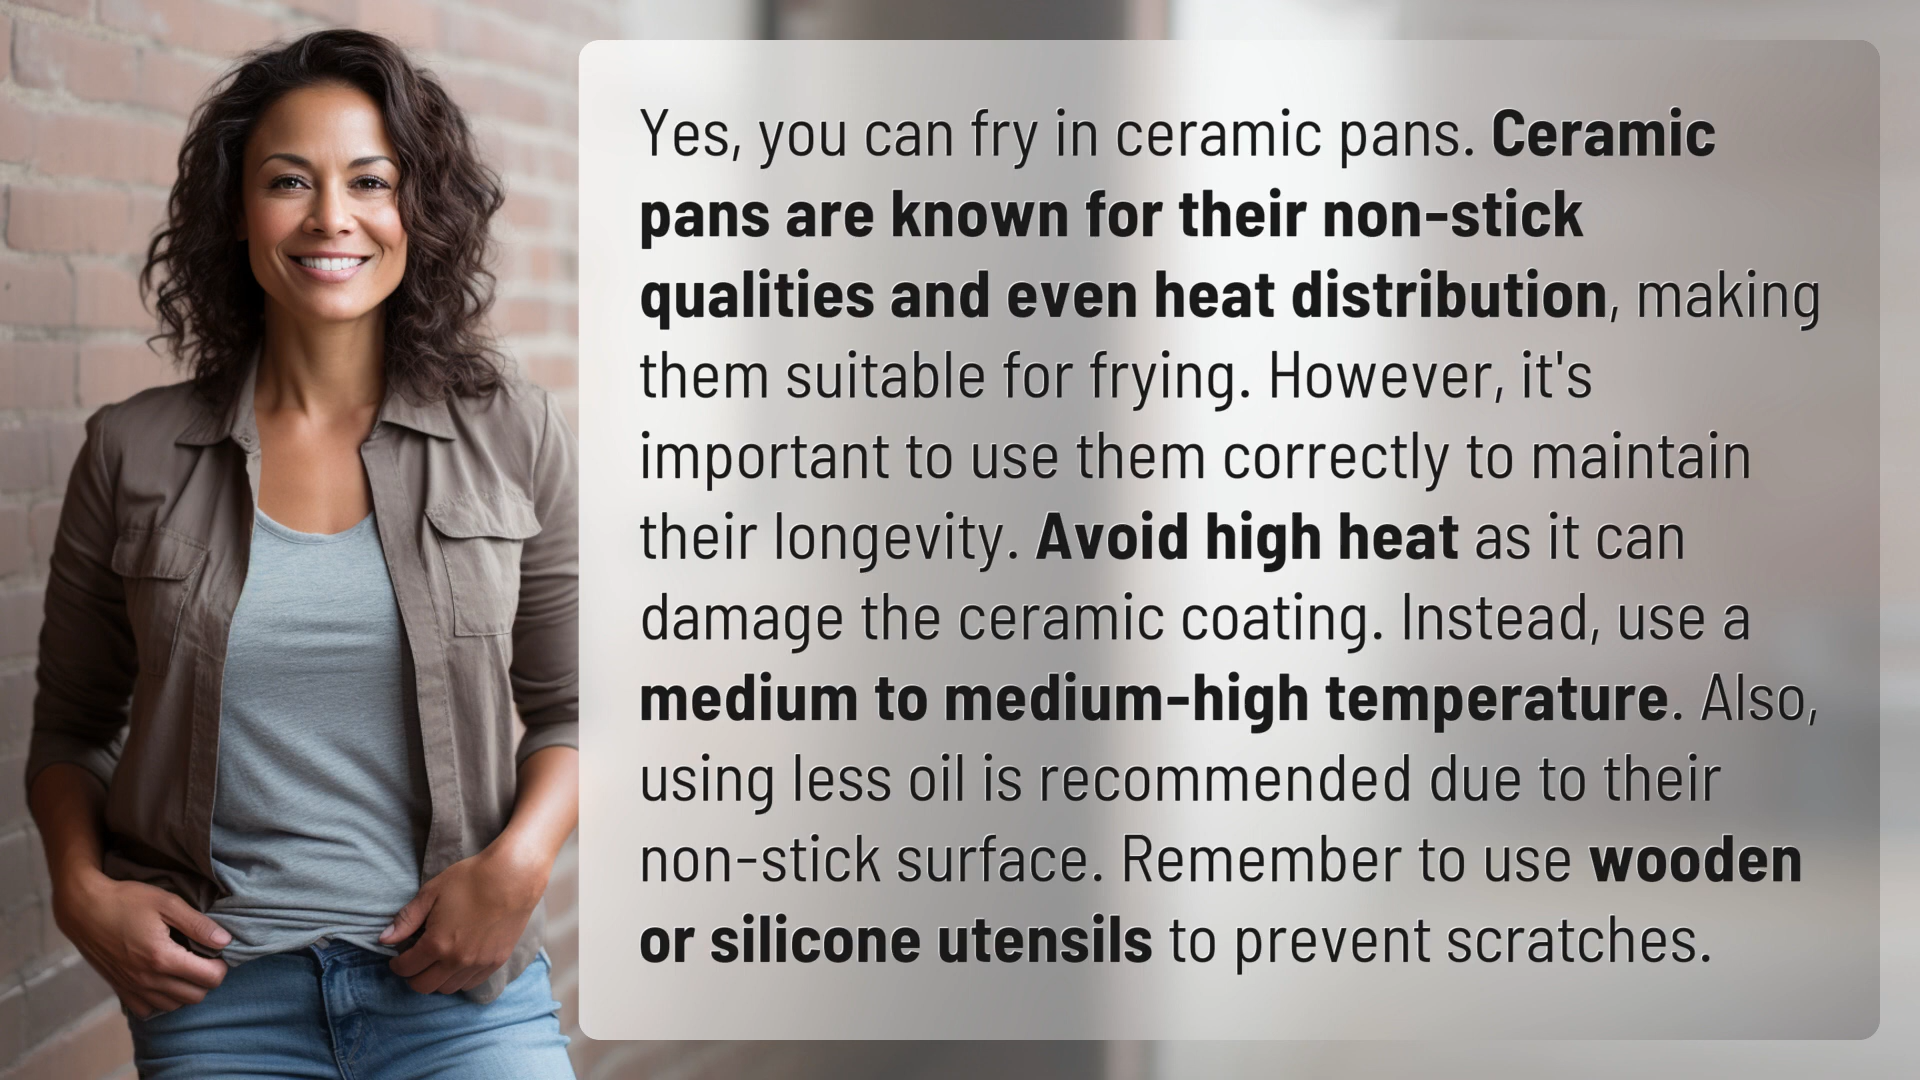 Yes, you can fry in ceramic pans. Ceramic
pans are known for their non-stick
qualities and even heat distribution, making
them suitable for frying. However, it's
important to use them correctly to maintain
their longevity. Avoid high heat as it can
damage the ceramic coating. Instead, use a
medium to medium-high temperature. Also,
using less oil is recommended due to their
non-stick surface. Remember to use wooden
or silicone utensils to prevent scratches.